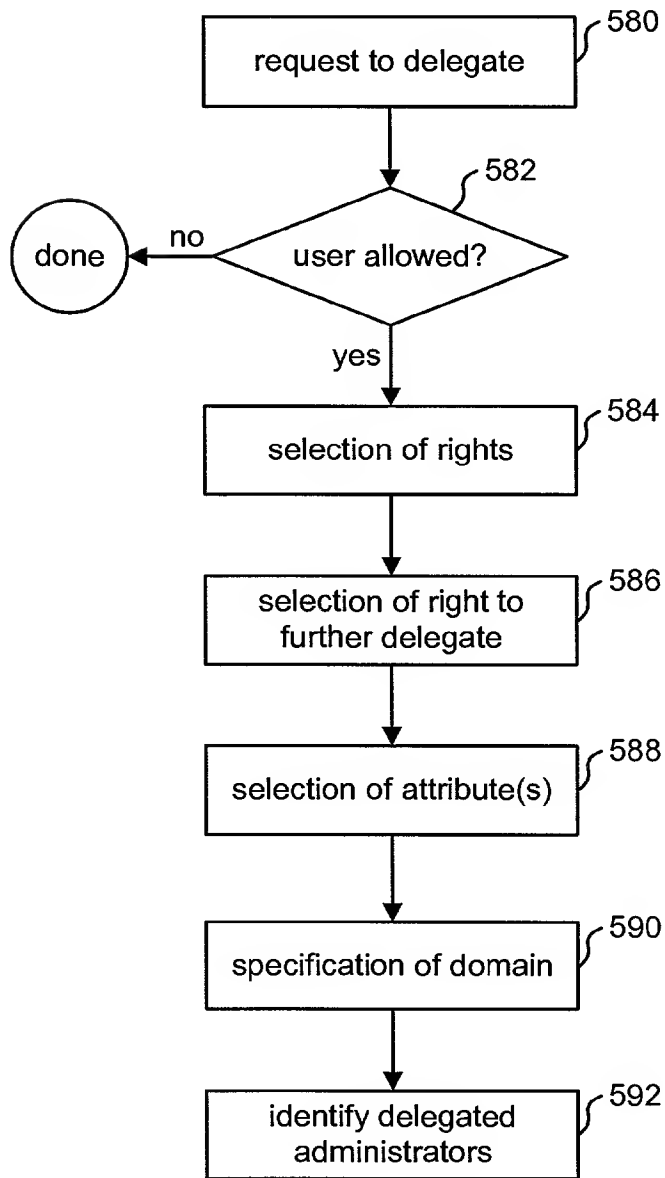 580
request to delegate
582
user allowed?
no
done
yes
584
selection of rights
586
selection of right to
further delegate
588
selection of attribute(s)
590
specification of domain
592
identify delegated
administrators